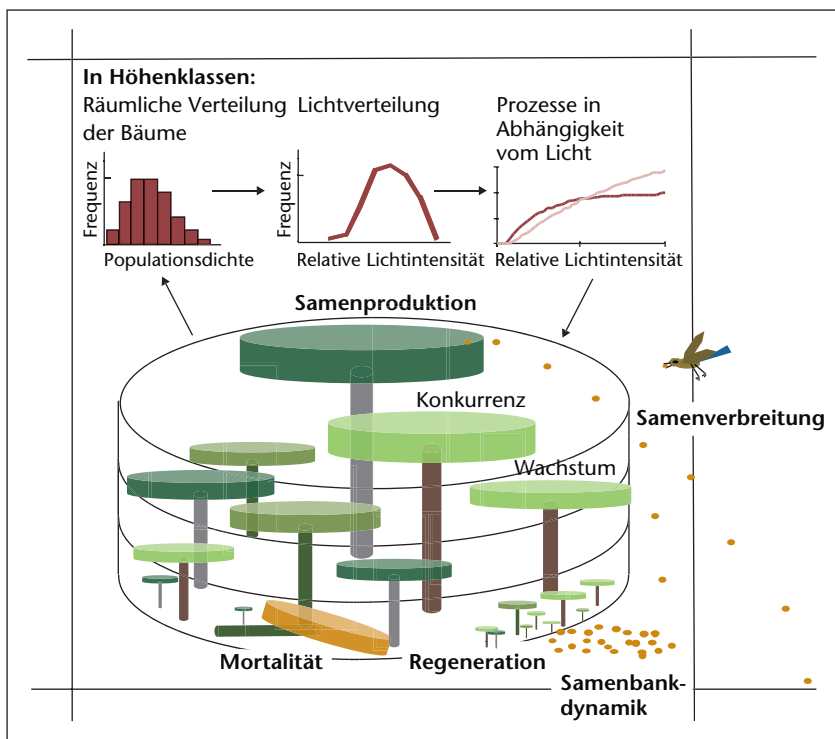 In Höhenklassen:
Räumliche Verteilung
der Bäume
Lichtverteilung
Prozesse in
Abhängigkeit
vom Licht
Frequenz
Populationsdichte
Frequenz
Relative Lichtintensität
Relative Lichtintensität
Samenproduktion
Konkurrenz
Samenverbreitung
Wachstum
Mortalität
Regeneration
Samenbank-
dynamik